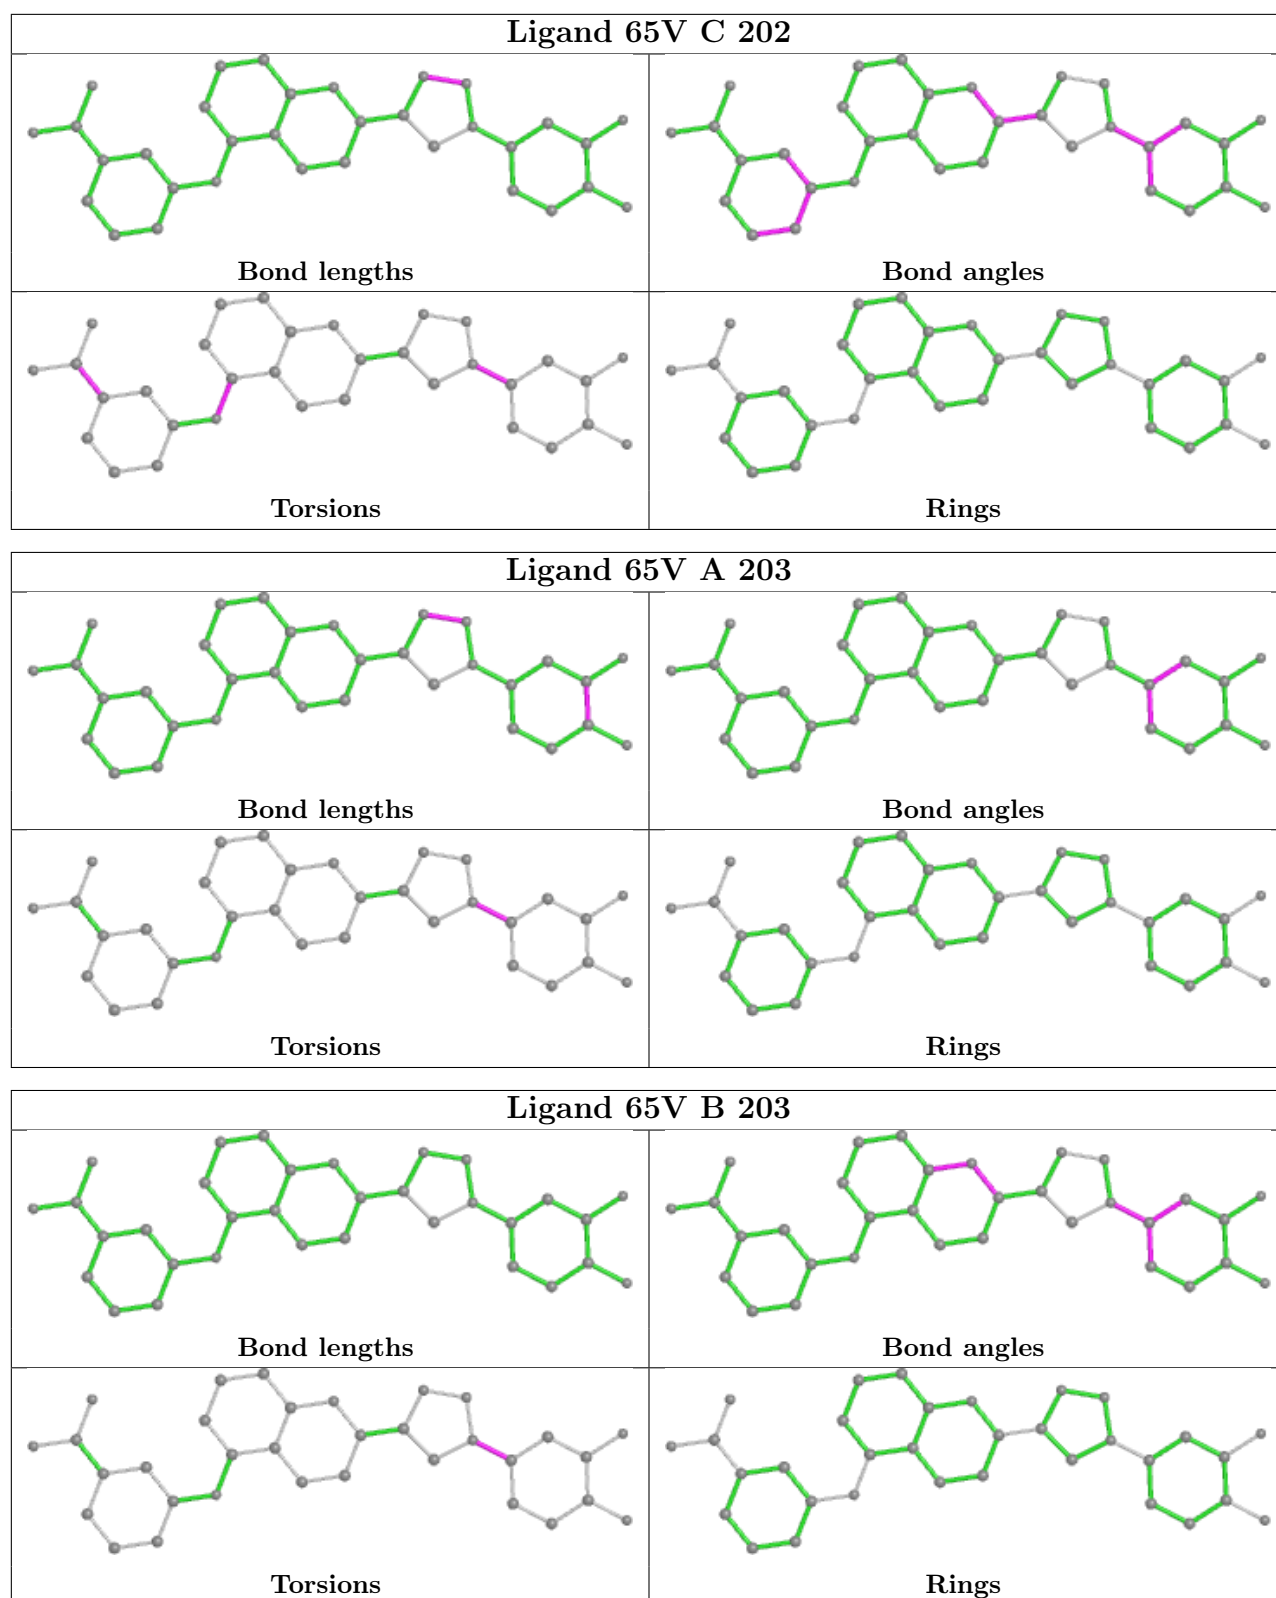 Ligand 65V C 202
Bond lengths
Bond angles
Torsions
Rings
Ligand 65V A 203
Bond lengths
Bond angles
Torsions
Rings
Ligand 65V B 203
Bond lengths
Bond angles
Torsions
Rings